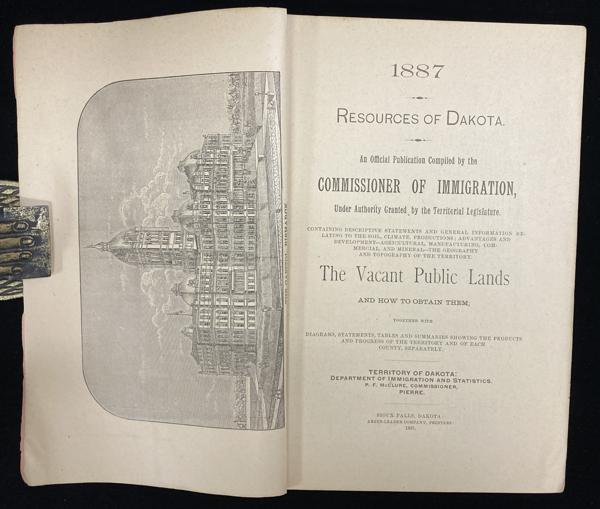 1887
RESOURCES OF DAKOTA.
An Official Publication Compiled by the
COMMISSIONER OF IMMIGRATION,
Under Authority Granted by the Territorial Legislature.
CONTAINING DESCRIPTIVE STATEMENTS AND GENERAL INFORMATION RE-
LATING TO THE SOIL, CLIMATE, PRODUCTIONS; ADVANTAGES AND
DEVELOPMENT—AGRICULTURAL, MANUFACTURING, COM-
MERCIAL, AND MINERAL—THE GEOGRAPHY
AND TOPOGRAPHY OF THE TERRITORY.
The Vacant Public Lands
AND HOW TO OBTAIN THEM;
TOGETHER WITH
DIAGRAMS, STATEMENTS, TABLES AND SUMMARIES SHOWING THE PRODUCTS
AND PROGRESS OF THE TERRITORY AND OF EACH
COUNTY, SEPARATELY.
TERRITORY OF DAKOTA:
DEPARTMENT OF IMMIGRATION AND STATISTICS.
P. F. MCCLURE, COMMISSIONER,
PIERRE.
SIOUX FALLS, DAKOTA:
ARGUS-LEADER COMPANY, PRINTERS:
1887.